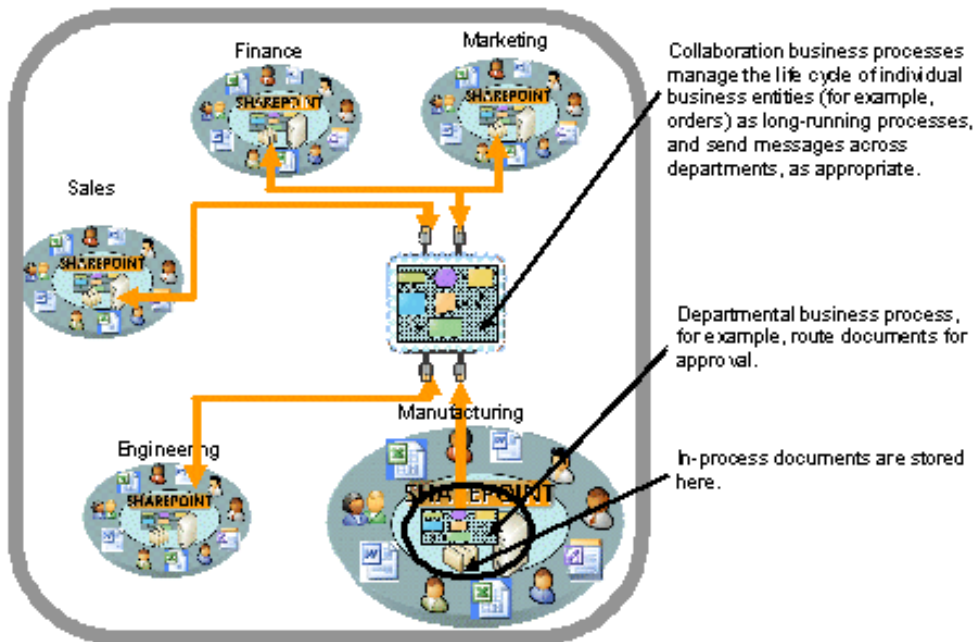 Finance
Marketing
SHAREPOINT
SHAREPOINT
Collaboration business processes
manage the life cycle of individual
business entities (for example,
orders) as long-running processes,
and send messages across
departments, as appropriate.
Sales
SHAREPOINT
Departmental business process,
for example, route documents for
approval.
Manufacturing
Engineering
SHAREPOINT
SHAREPOINT
In-process documents are stored
here.